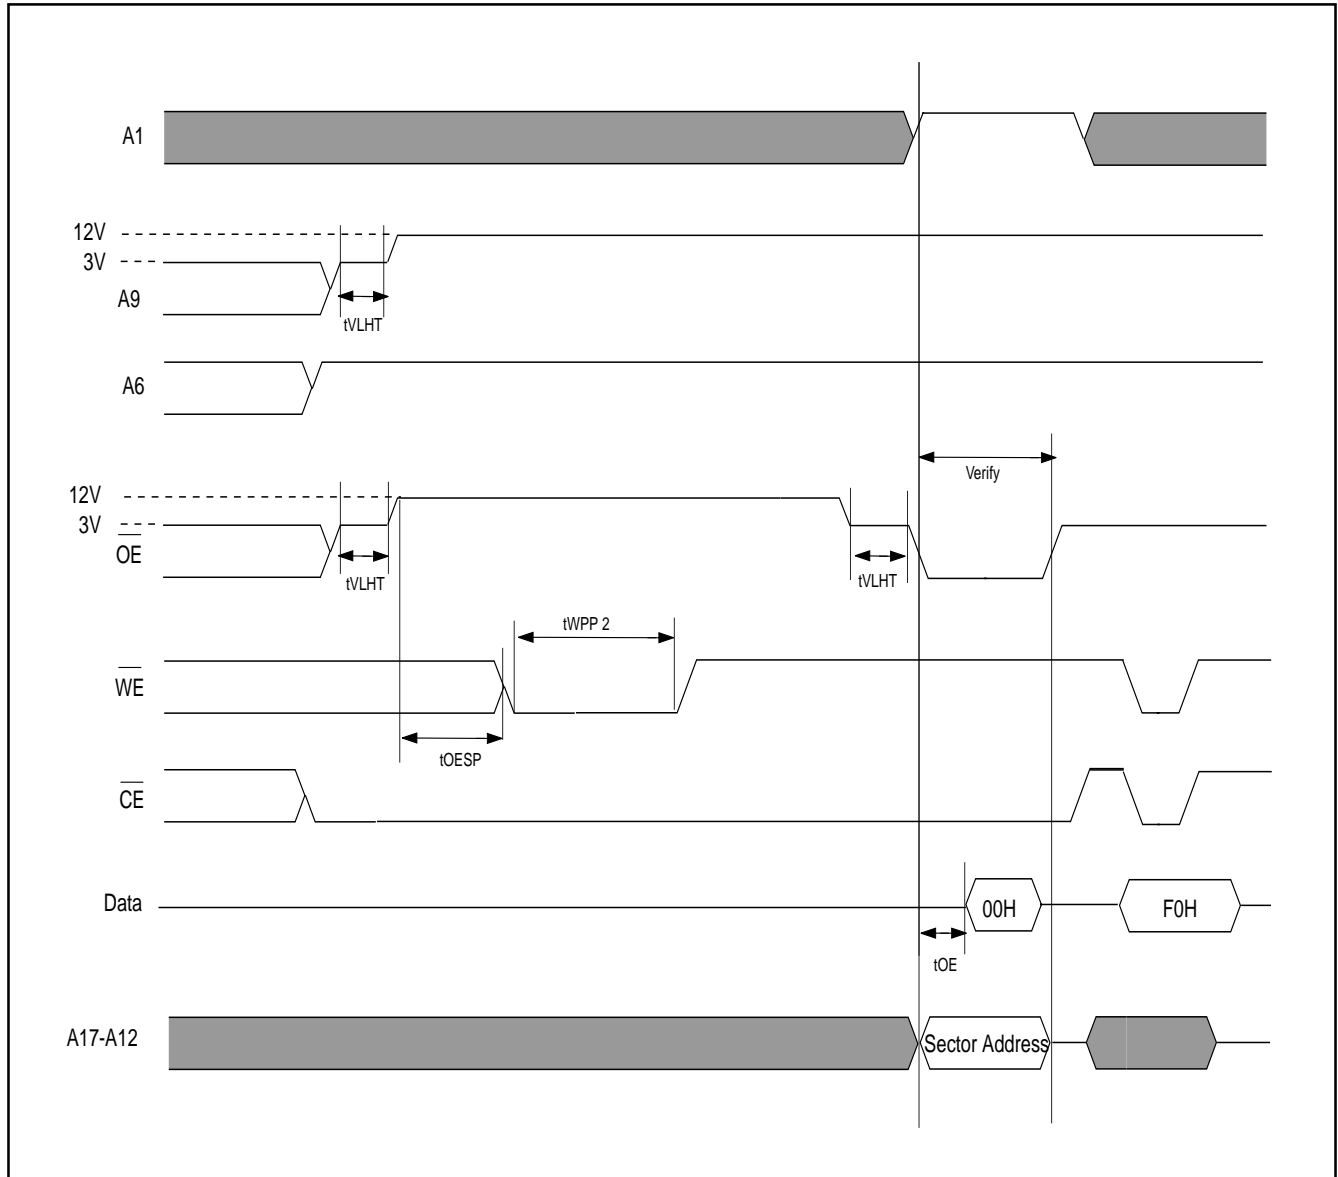 A1
12V
3V
A9
tVLHT
A6
Verify
12V
3V
OE
tVLHT
tVLHT
tWPP 2
WE
tOESP
CE
Data
00H
F0H
tOE
A17-A12
Sector Address